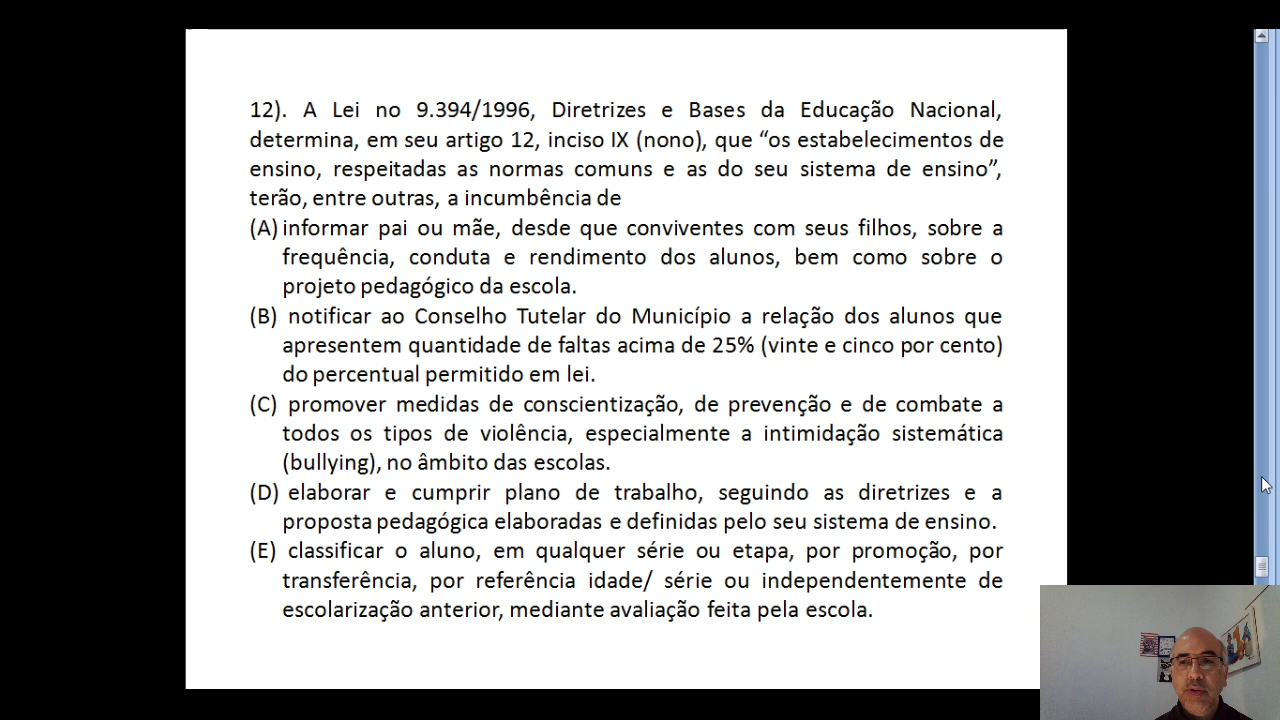 12). A Lei no 9.394/1996, Diretrizes e Bases da Educação Nacional,
determina, em seu artigo 12, inciso IX (nono), que “os estabelecimentos de
ensino, respeitadas as normas comuns e as do seu sistema de ensino”,
terão, entre outras, a incumbência de
(A) informar pai ou mãe, desde que conviventes com seus filhos, sobre a
frequência, conduta e rendimento dos alunos, bem como sobre o
projeto pedagógico da escola.
(B) notificar ao Conselho Tutelar do Município a relação dos alunos que
apresentem quantidade de faltas acima de 25% (vinte e cinco por cento)
do percentual permitido em lei.
(C) promover medidas de conscientização, de prevenção e de combate a
todos os tipos de violência, especialmente a intimidação sistemática
(bullying), no âmbito das escolas.
(D) elaborar e cumprir plano de trabalho, seguindo as diretrizes e a
proposta pedagógica elaboradas e definidas pelo seu sistema de ensino.
(E) classificar o aluno, em qualquer série ou etapa, por promoção, por
transferência, por referência idade/ série ou independentemente de
escolarização anterior, mediante avaliação feita pela escola.